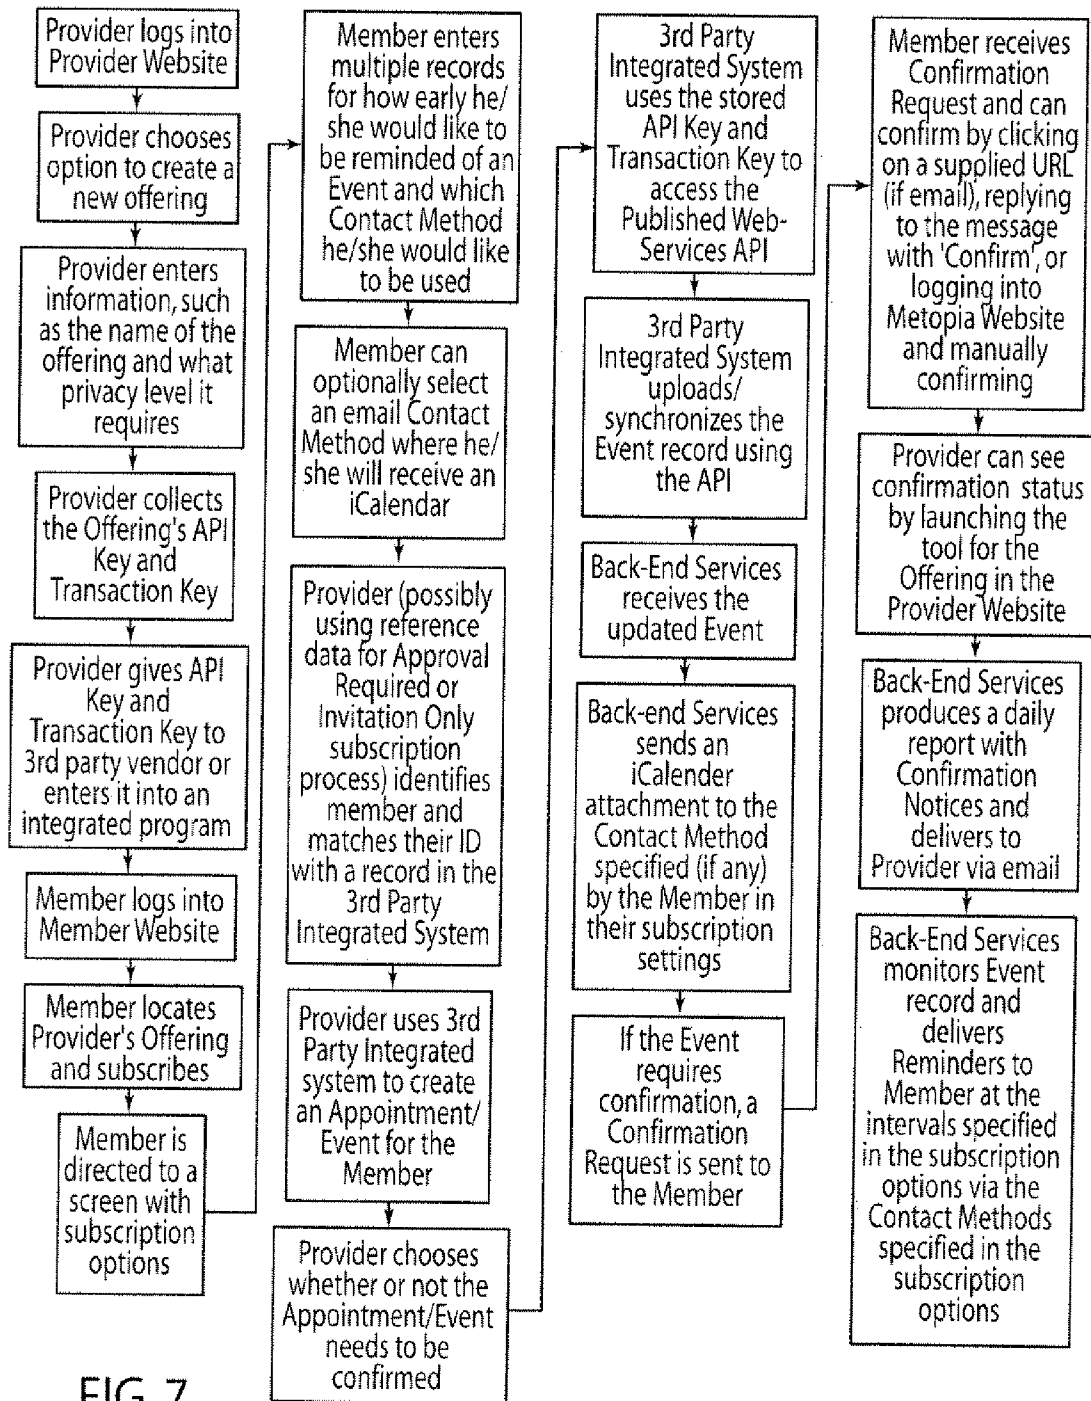 Provider logs into
Provider Website
Provider chooses
option to create a
new offering
Provider enters
information, such
as the name of the
offering and what
privacy level it
requires
Provider collects
the Offering's API
Key and
Transaction Key
Provider gives API
Key and
Transaction Key to
3rd party vendor or
enters it into an
integrated program
Member logs into
Member Website
Member locates
Provider's Offering
and subscribes
Member is
directed to a
screen with
subscription
options
Member enters
multiple records
for how early he/
she would like to
be reminded of an
Event and which
Contact Method
he/she would like
to be used
Member can
optionally select
an email Contact
Method where he/
she will receive an
iCalendar
Provider (possibly
using reference
data for Approval
Required or
Invitation Only
subscription
process) identifies
member and
matches their ID
with a record in the
3rd Party
Integrated System
Provider uses 3rd
Party Integrated
system to create
an Appointment/
Event for the
Member
Provider chooses
whether or not the
Appointment/Event
needs to be
confirmed
3rd Party
Integrated System
uses the stored
API Key and
Transaction Key to
access the
Published Web-
Services API
3rd Party
Integrated System
uploads/
synchronizes the
Event record using
the API
Back-End Services
receives the
updated Event
Back-end Services
sends an
iCalender
attachment to the
Contact Method
specified (if any)
by the Member in
their subscription
settings
If the Event
requires
confirmation, a
Confirmation
Request is sent to
the Member
Member receives
Confirmation
Request and can
confirm by clicking
on a supplied URL
(if email), replying
to the message
with 'Confirm', or
logging into
Metopia Website
and manually
confirming
Provider can see
confirmation status
by launching the
tool for the
Offering in the
Provider Website
Back-End Services
produces a daily
report with
Confirmation
Notices and
delivers to
Provider via email
Back-End Services
monitors Event
record and
delivers
Reminders to
Member at the
intervals specified
in the subscription
options via the
Contact Methods
specified in the
subscription
options
FIG. 7